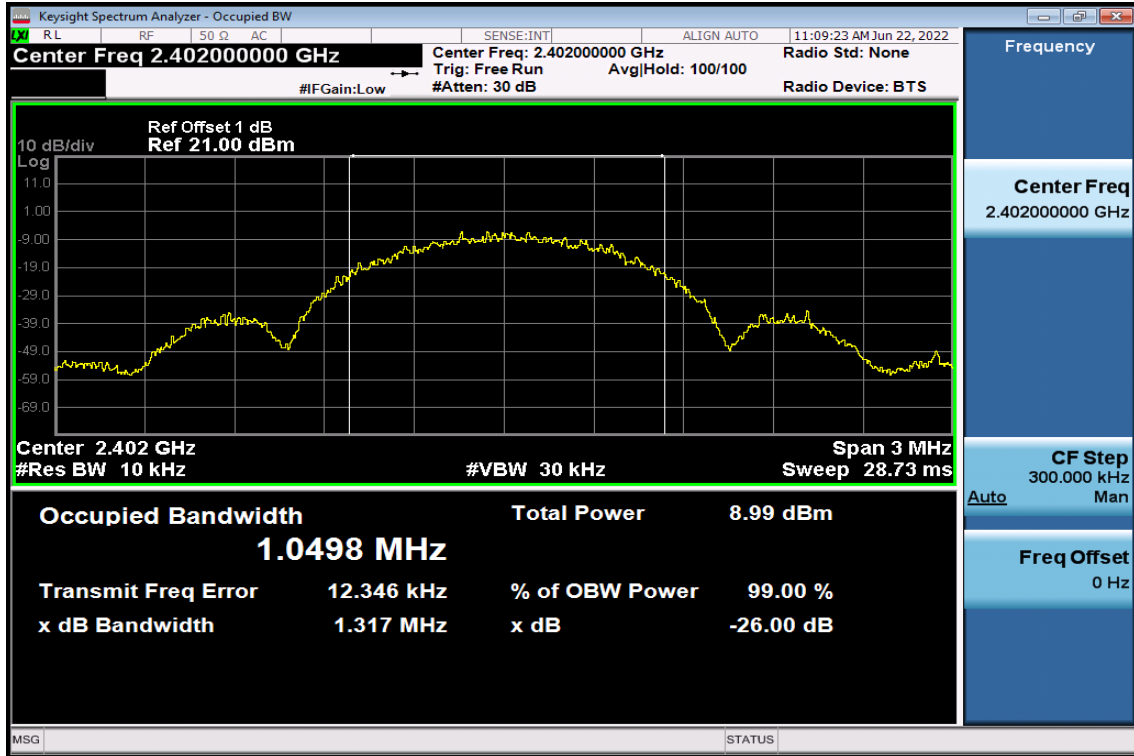 Keysight Spectrum Analyzer - Occupied BW
LXI RL RF 50 Ω AC SENSE:INT ALIGN AUTO 11:09:23 AM Jun 22, 2022
Center Freq 2.402000000 GHz
Center Freq: 2.402000000 GHz
Radio Std: None
Trig: Free Run Avg|Hold: 100/100
#IFGain:Low
#Atten: 30 dB
Radio Device: BTS
Ref Offset 1 dB
10 dB/div Ref 21.00 dBm
Log
11.0
1.00
-9.00
-19.0
-29.0
-39.0
-49.0
-59.0
-69.0
Center 2.402 GHz Span 3 MHz
#Res BW 10 kHz #VBW 30 kHz Sweep 28.73 ms
Occupied Bandwidth Total Power 8.99 dBm
1.0498 MHz
Transmit Freq Error 12.346 kHz % of OBW Power 99.00 %
x dB Bandwidth 1.317 MHz x dB -26.00 dB
Frequency
Center Freq
2.402000000 GHz
CF Step
300.000 kHz
Auto Man
Freq Offset
0 Hz
MSG STATUS